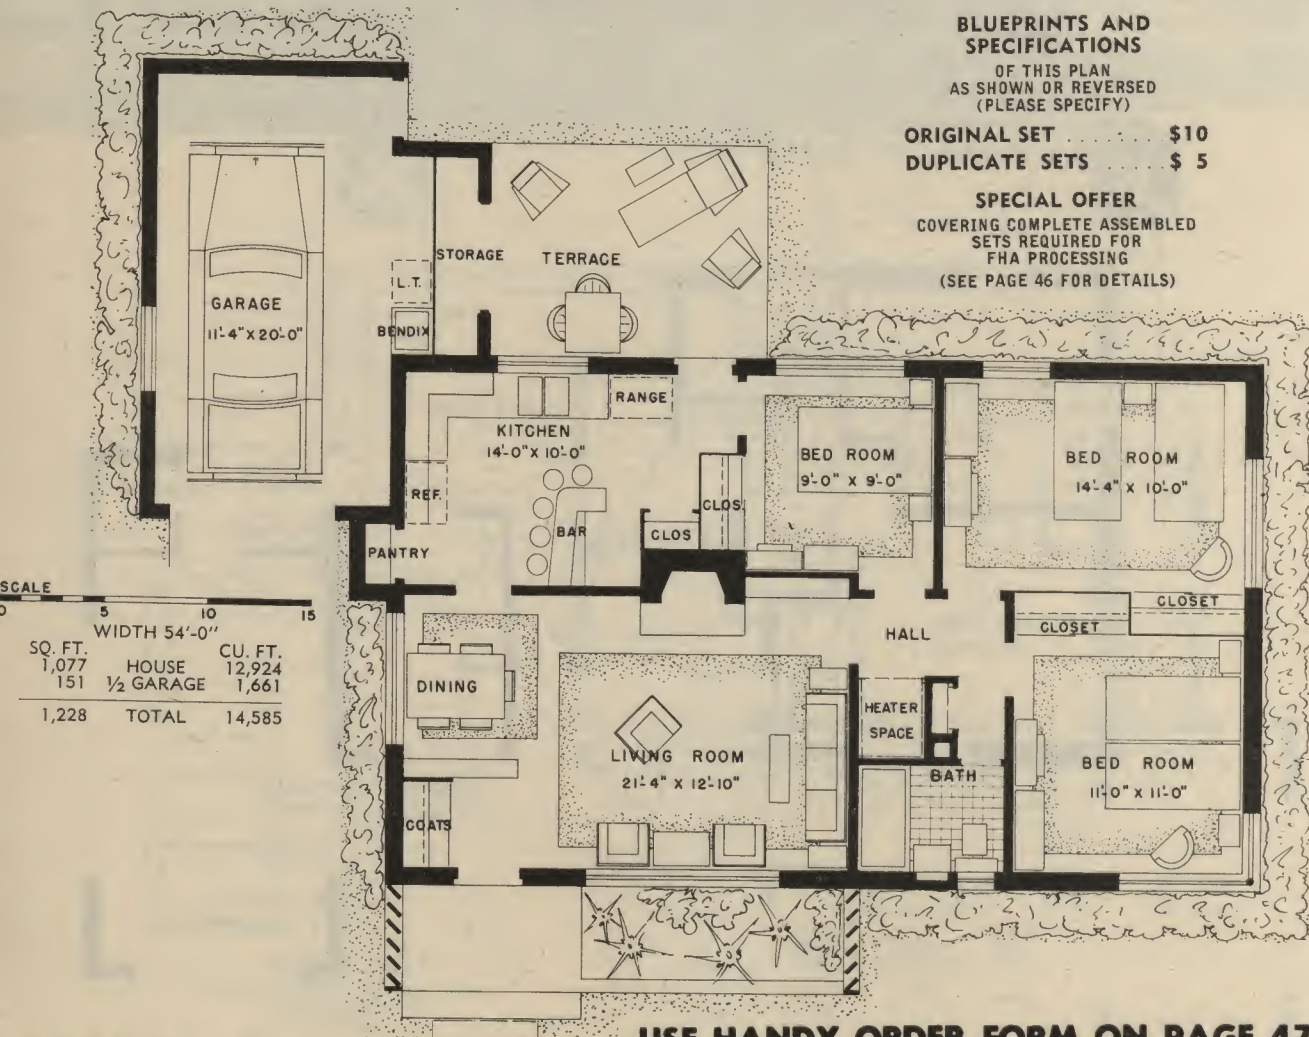 BLUEPRINTS AND
SPECIFICATIONS
OF THIS PLAN
AS SHOWN OR REVERSED
(PLEASE SPECIFY)
ORIGINAL SET ...... $10
DUPLICATE SETS ..... $ 5
SPECIAL OFFER
COVERING COMPLETE ASSEMBLED
SETS REQUIRED FOR
FHA PROCESSING
(SEE PAGE 46 FOR DETAILS)
STORAGE
TERRACE
L.T.
BENDIX
GARAGE
11'-4" X 20'-0"
RANGE
KITCHEN
14'-0" X 10'-0"
REF.
BAR
PANTRY
CLOS
CLOS
BED ROOM
9'-0" X 9'-0"
BED ROOM
14'-4" X 10'-0"
CLOSET
CLOSET
HALL
SCALE
0 5 10 15
WIDTH 54'-0"
SQ. FT. CU. FT.
1,077 HOUSE 12,924
151 ½ GARAGE 1,661
1,228 TOTAL 14,585
DINING
LIVING ROOM
21'-4" X 12'-10"
HEATER
SPACE
BATH
BED ROOM
11'-0" X 11'-0"
COATS
USE HANDY ORDER FORM ON PAGE 47